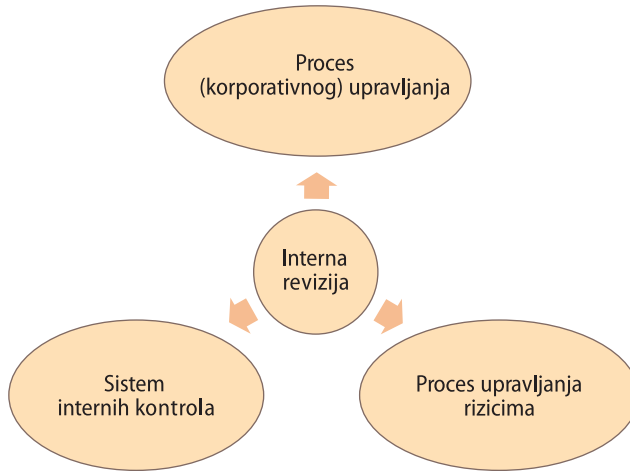 Proces
(korporativnog) upravljanja
Interna
revizija
Sistem
internih kontrola
Proces upravljanja
rizicima